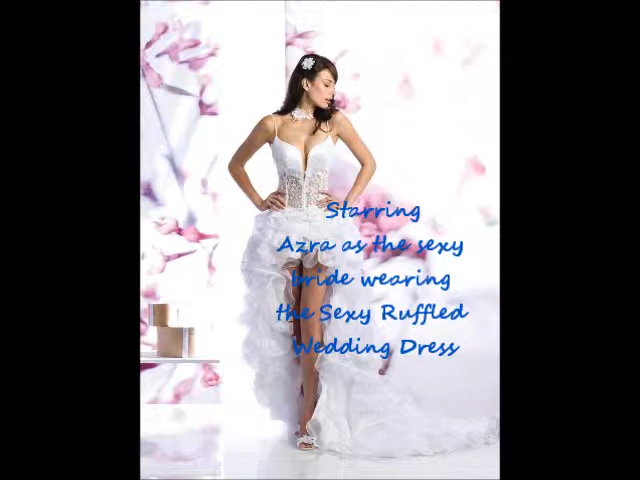 Starring
Azra as the sexy
bride wearing
the Sexy Ruffled
Wedding Dress